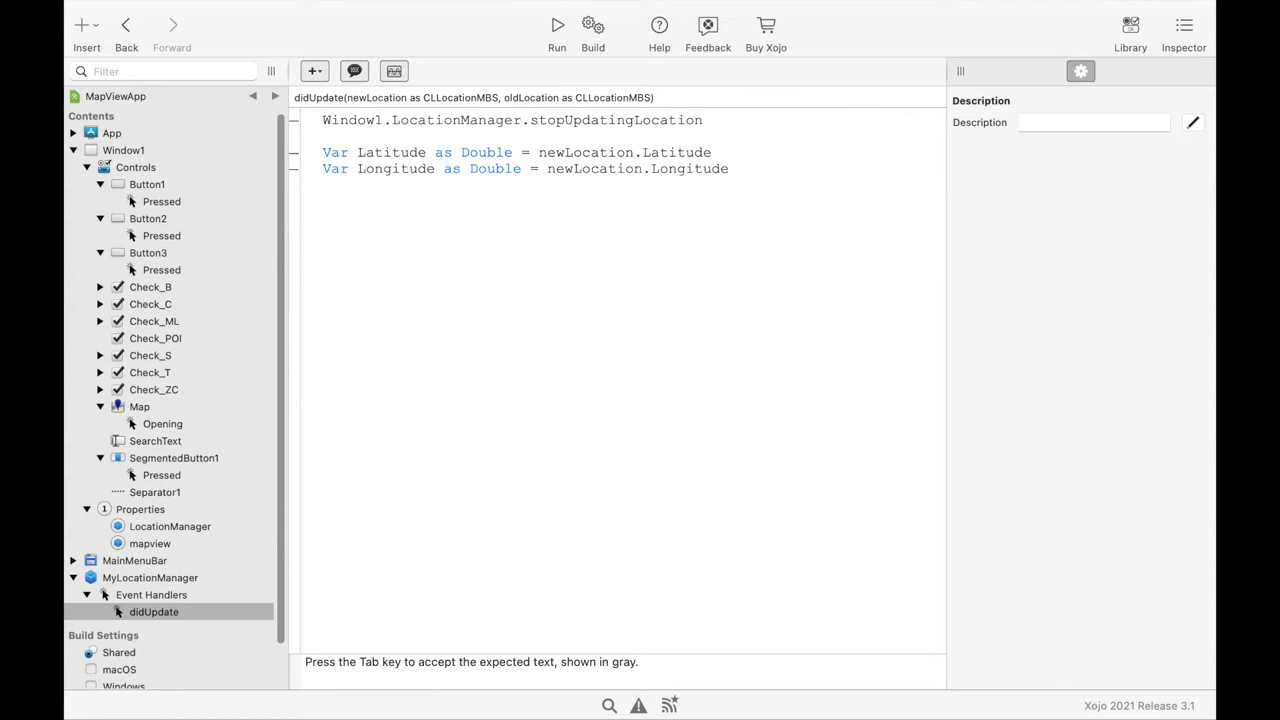 Insert
Back
Forward
Run
Build
Help
Feedback
Buy Xojo
Library
Inspector
Filter
MapViewApp
Contents
App
Window1
Controls
Button1
Pressed
Button2
Pressed
Button3
Pressed
Check_B
Check_C
Check_ML
Check_POI
Check_S
Check_T
Check_ZC
Map
Opening
SearchText
SegmentedButton1
Pressed
Separator1
Properties
LocationManager
mapview
MainMenuBar
MyLocationManager
Event Handlers
didUpdate
Build Settings
Shared
macOS
Windows
didUpdate(newLocation as CLLocationMBS, oldLocation as CLLocationMBS)
Window1.LocationManager.stopUpdatingLocation
Var Latitude as Double = newLocation.Latitude
Var Longitude as Double = newLocation.Longitude
Press the Tab key to accept the expected text, shown in gray.
Description
Description
Xojo 2021 Release 3.1